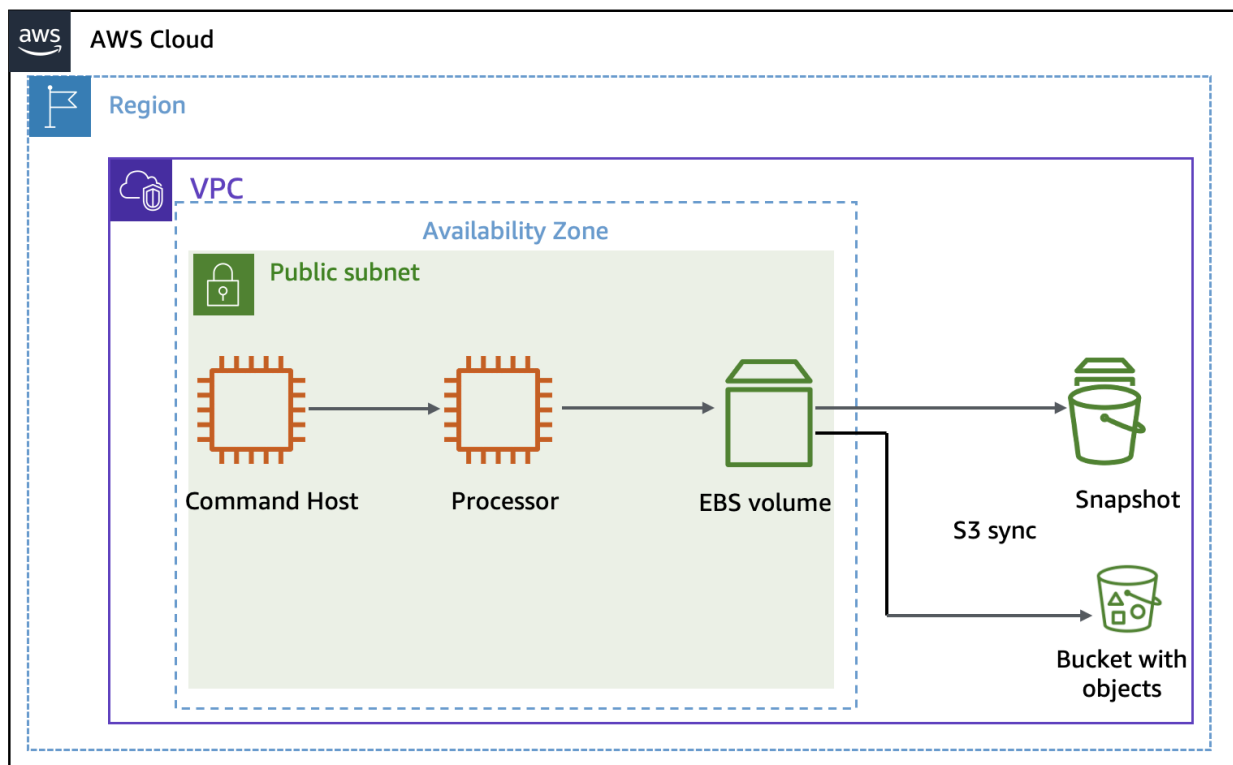 aws
AWS Cloud
Region
VPC
Availability Zone
Public subnet
Command Host
Processor
EBS volume
Snapshot
S3 sync
Bucket with
objects